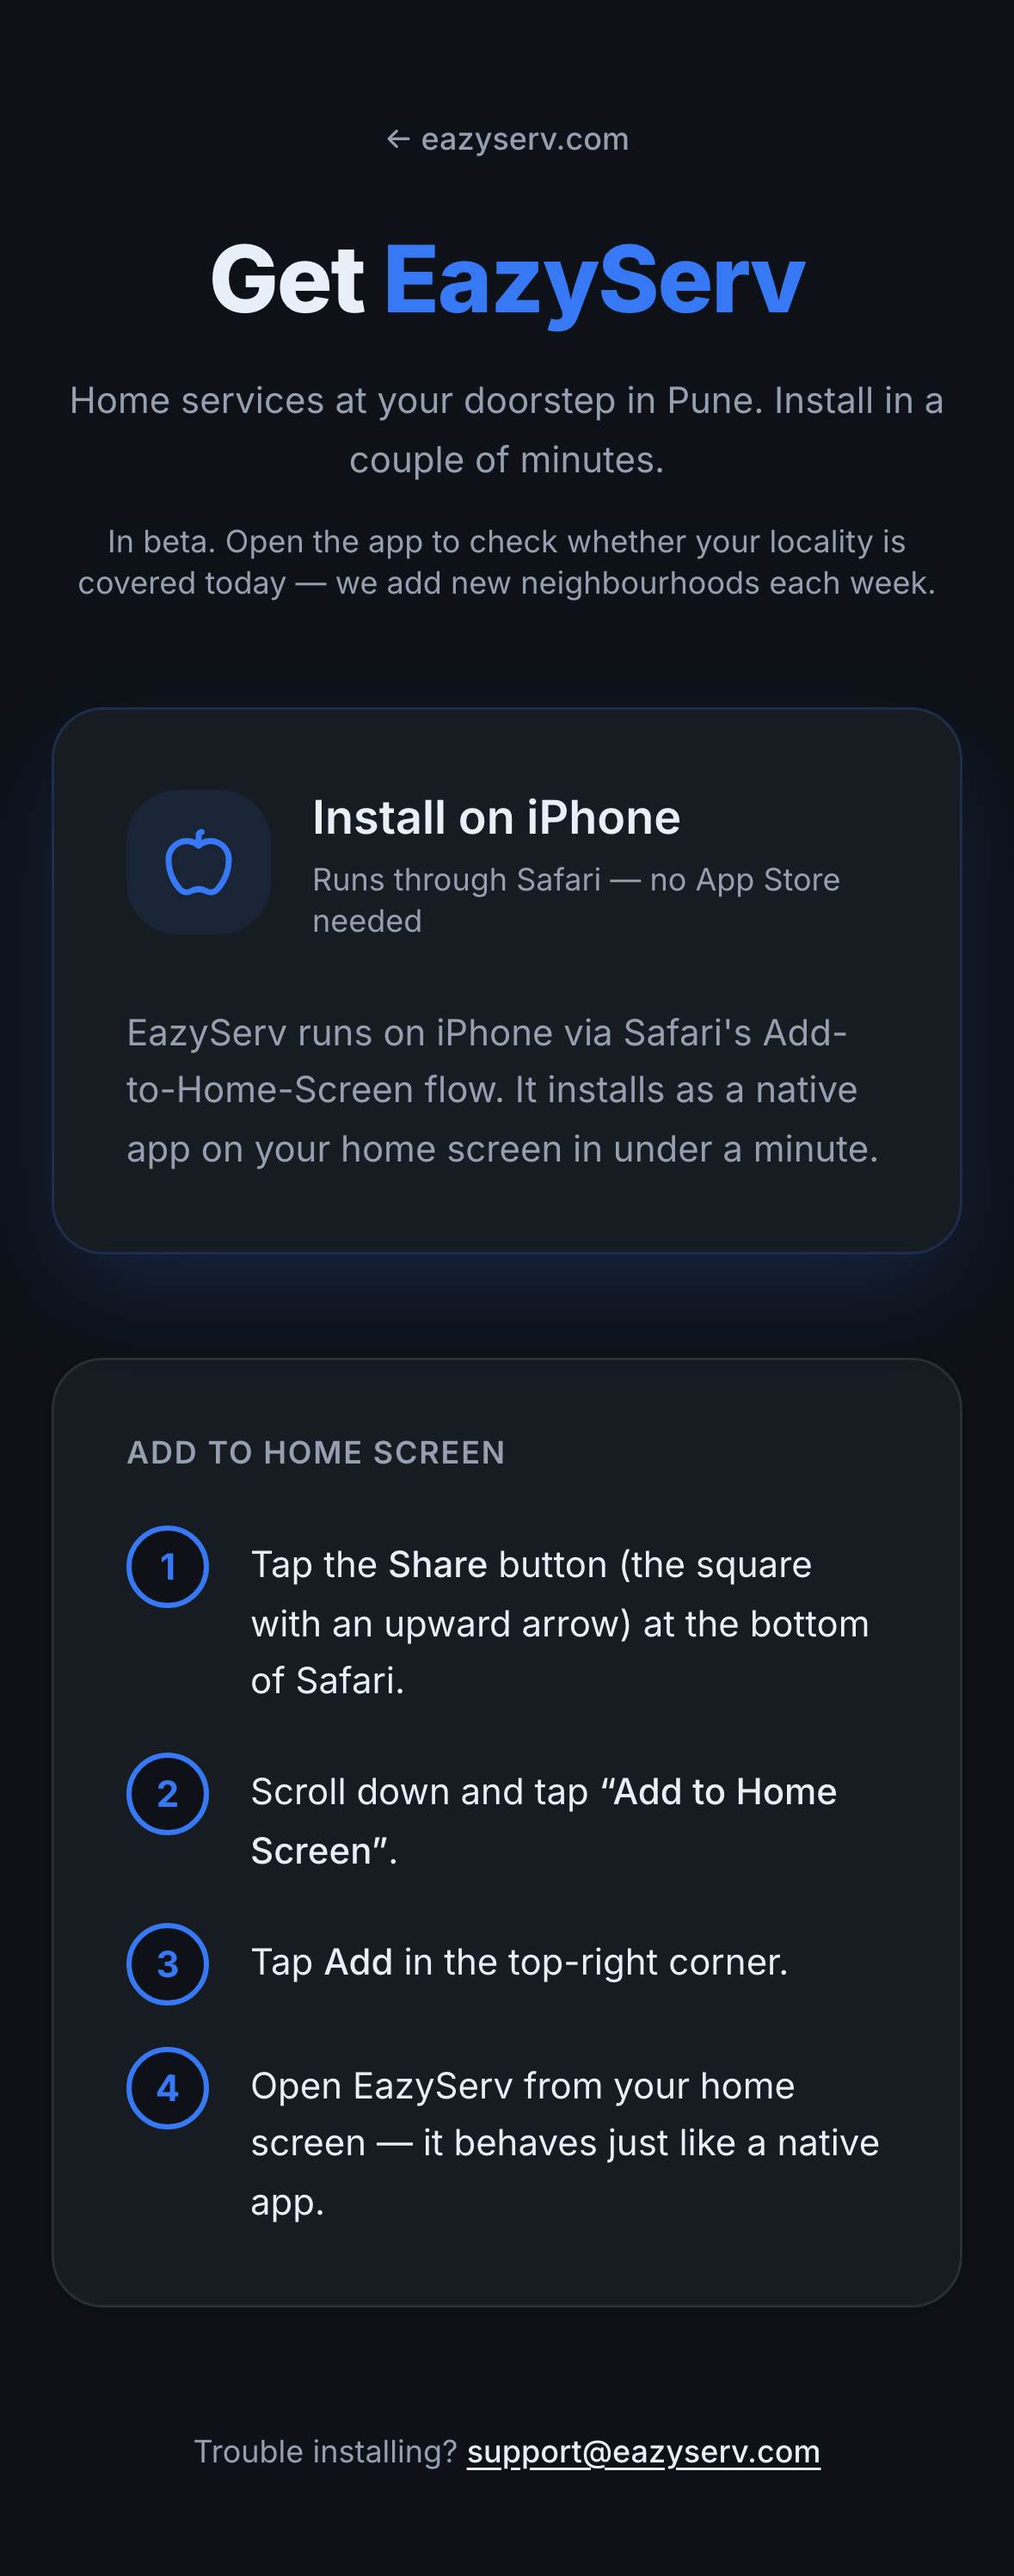 ← eazyserv.com
Get EazyServ
Home services at your doorstep in Pune. Install in a
couple of minutes.
In beta. Open the app to check whether your locality is
covered today — we add new neighbourhoods each week.
Install on iPhone
Runs through Safari — no App Store
needed
EazyServ runs on iPhone via Safari's Add-
to-Home-Screen flow. It installs as a native
app on your home screen in under a minute.
ADD TO HOME SCREEN
1
Tap the Share button (the square
with an upward arrow) at the bottom
of Safari.
2
Scroll down and tap “Add to Home
Screen”.
3
Tap Add in the top-right corner.
4
Open EazyServ from your home
screen — it behaves just like a native
app.
Trouble installing? support@eazyserv.com